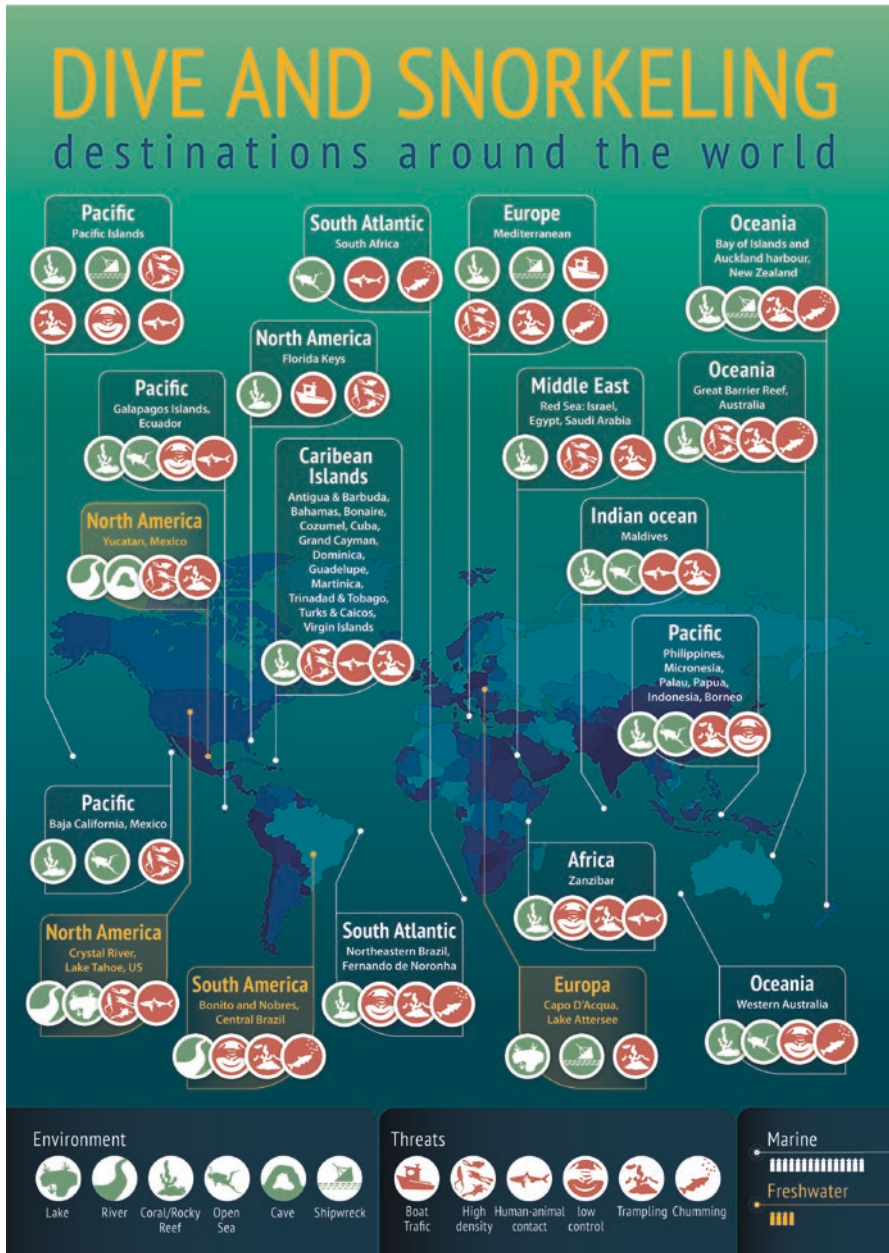 DIVE AND SNORKELING
destinations around the world
Pacific
Pacific Islands
South Atlantic
South Africa
Europe
Mediterranean
Oceania
Bay of Islands and
Auckland harbour,
New Zealand
North America
Florida Keys
Pacific
Galapagos Islands,
Ecuador
Middle East
Red Sea: Israel,
Egypt, Saudi Arabia
Oceania
Great Barrier Reef,
Australia
Caribean
Islands
Antigua & Barbuda,
Bahamas, Bonaire,
Cozumel, Cuba,
Grand Cayman,
Dominica,
Guadelupe,
Martinica,
Trinadad & Tobago,
Turks & Caicos,
Virgin Islands
North America
Yucatan, Mexico
Indian ocean
Maldives
Pacific
Philippines,
Micronesia,
Palau, Papua,
Indonesia, Borneo
Pacific
Baja California, Mexico
Africa
Zanzibar
North America
Crystal River,
Lake Tahoe, US
South America
Bonito and Nobres,
Central Brazil
South Atlantic
Northeastern Brazil,
Fernando de Noronha
Europa
Capo D'Acqua,
Lake Attersee
Oceania
Western Australia
Environment
Lake
River
Coral/Rocky
Reef
Open
Sea
Cave
Shipwreck
Threats
Boat
Trafic
High
density
Human-animal
contact
low
control
Trampling
Chumming
Marine
Freshwater